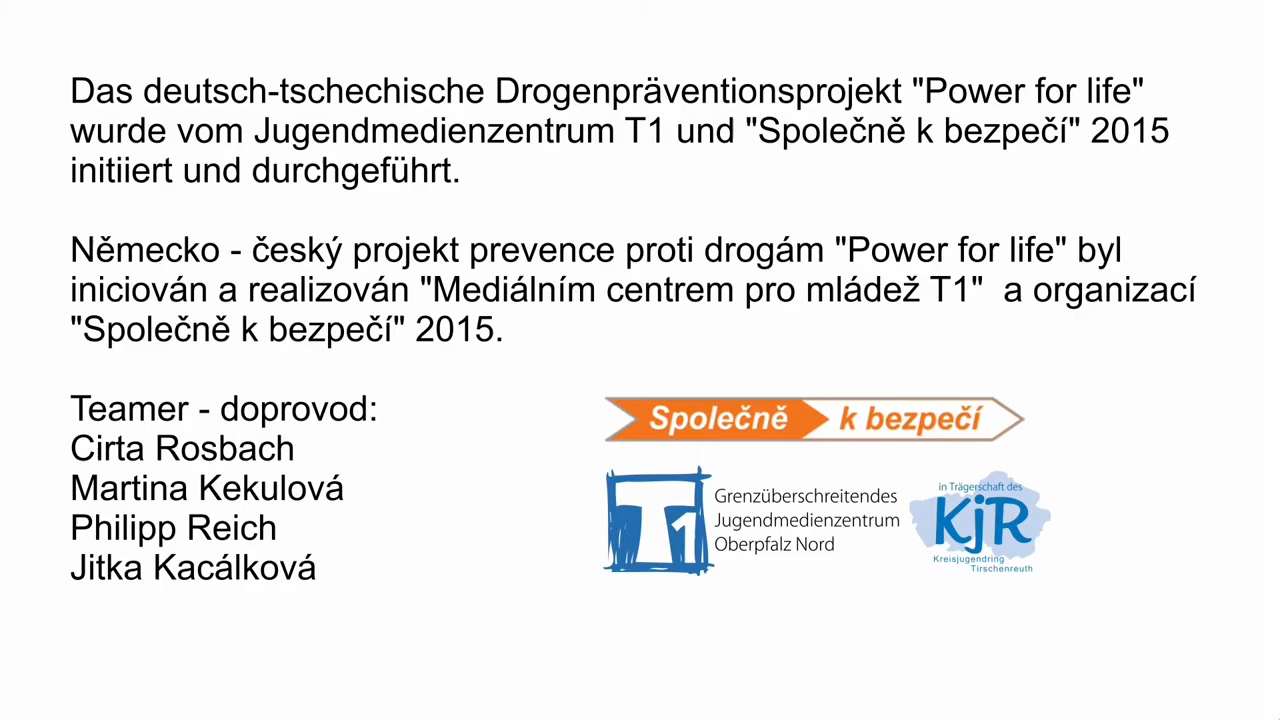 Das deutsch-tschechische Drogenpräventionsprojekt "Power for life"
wurde vom Jugendmedienzentrum T1 und "Společně k bezpečí" 2015
initiiert und durchgeführt.
Německo - český projekt prevence proti drogám "Power for life" byl
iniciován a realizován "Mediálním centrem pro mládež T1"  a organizací
"Společně k bezpečí" 2015.
Teamer - doprovod:
Cirta Rosbach
Martina Kekulová
Philipp Reich
Jitka Kacálková
Společně k bezpečí
T1
Grenzüberschreitendes
Jugendmedienzentrum
Oberpfalz Nord
in Trägerschaft des
KjR
Kreisjugendring
Tirschenreuth